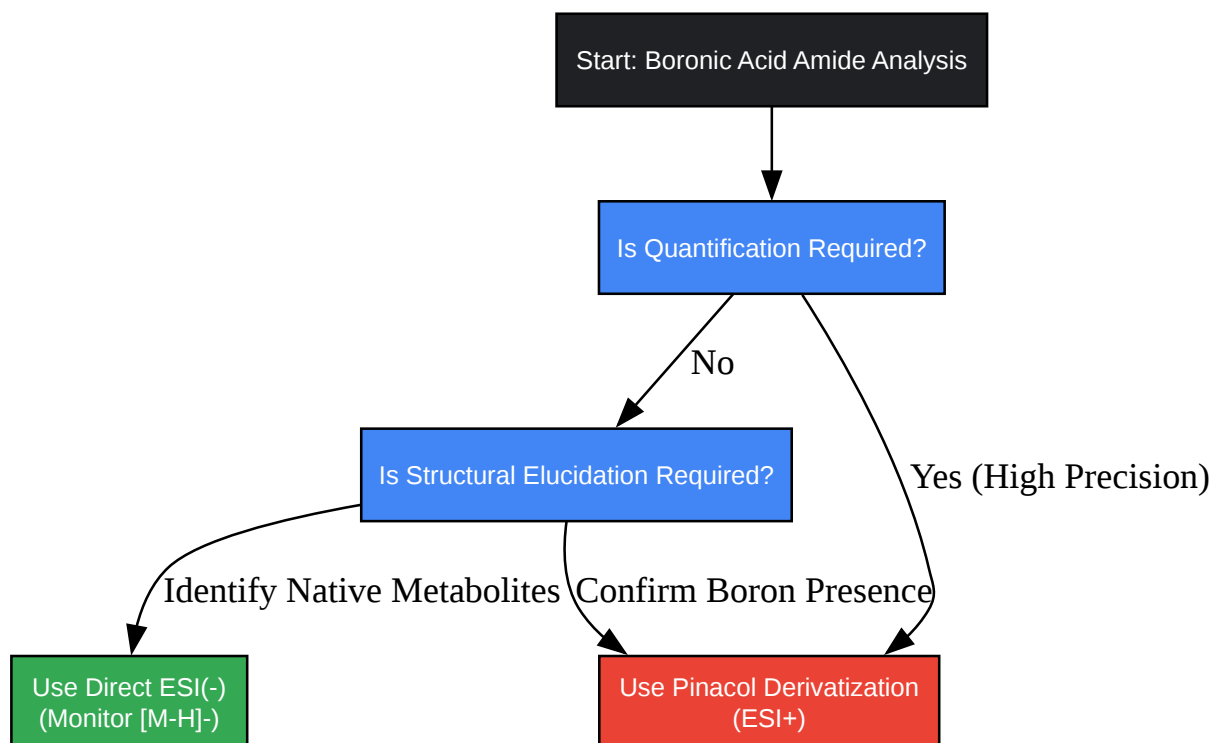 Start: Boronic Acid Amide Analysis
Is Quantification Required?
No
Is Structural Elucidation Required?
Yes (High Precision)
Identify Native Metabolites
Confirm Boron Presence
Use Direct ESI(-)
(Monitor [M-H]-)
Use Pinacol Derivatization
(ESI+)